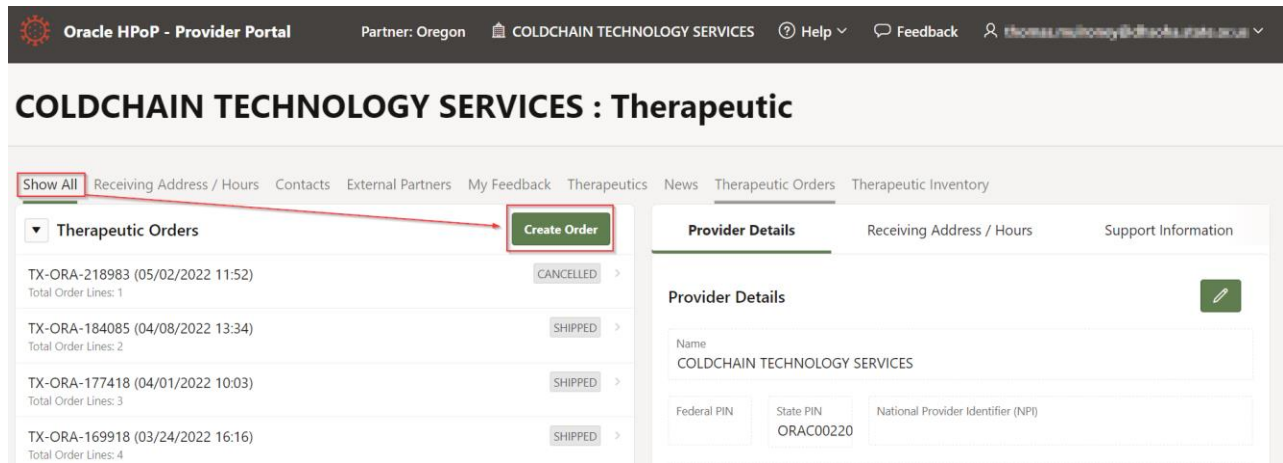 Oracle HPoP - Provider Portal Partner: Oregon COLDCHAIN TECHNOLOGY SERVICES Help Feedback
COLDCHAIN TECHNOLOGY SERVICES : Therapeutic
Show All Receiving Address / Hours Contacts External Partners My Feedback Therapeutics News Therapeutic Orders Therapeutic Inventory
Therapeutic Orders Create Order
TX-ORA-218983 (05/02/2022 11:52) CANCELLED
Total Order Lines: 1
TX-ORA-184085 (04/08/2022 13:34) SHIPPED
Total Order Lines: 2
TX-ORA-177418 (04/01/2022 10:03) SHIPPED
Total Order Lines: 3
TX-ORA-169918 (03/24/2022 16:16) SHIPPED
Total Order Lines: 4
Provider Details Receiving Address / Hours Support Information
Provider Details
Name
COLDCHAIN TECHNOLOGY SERVICES
Federal PIN State PIN National Provider Identifier (NPI)
ORAC00220